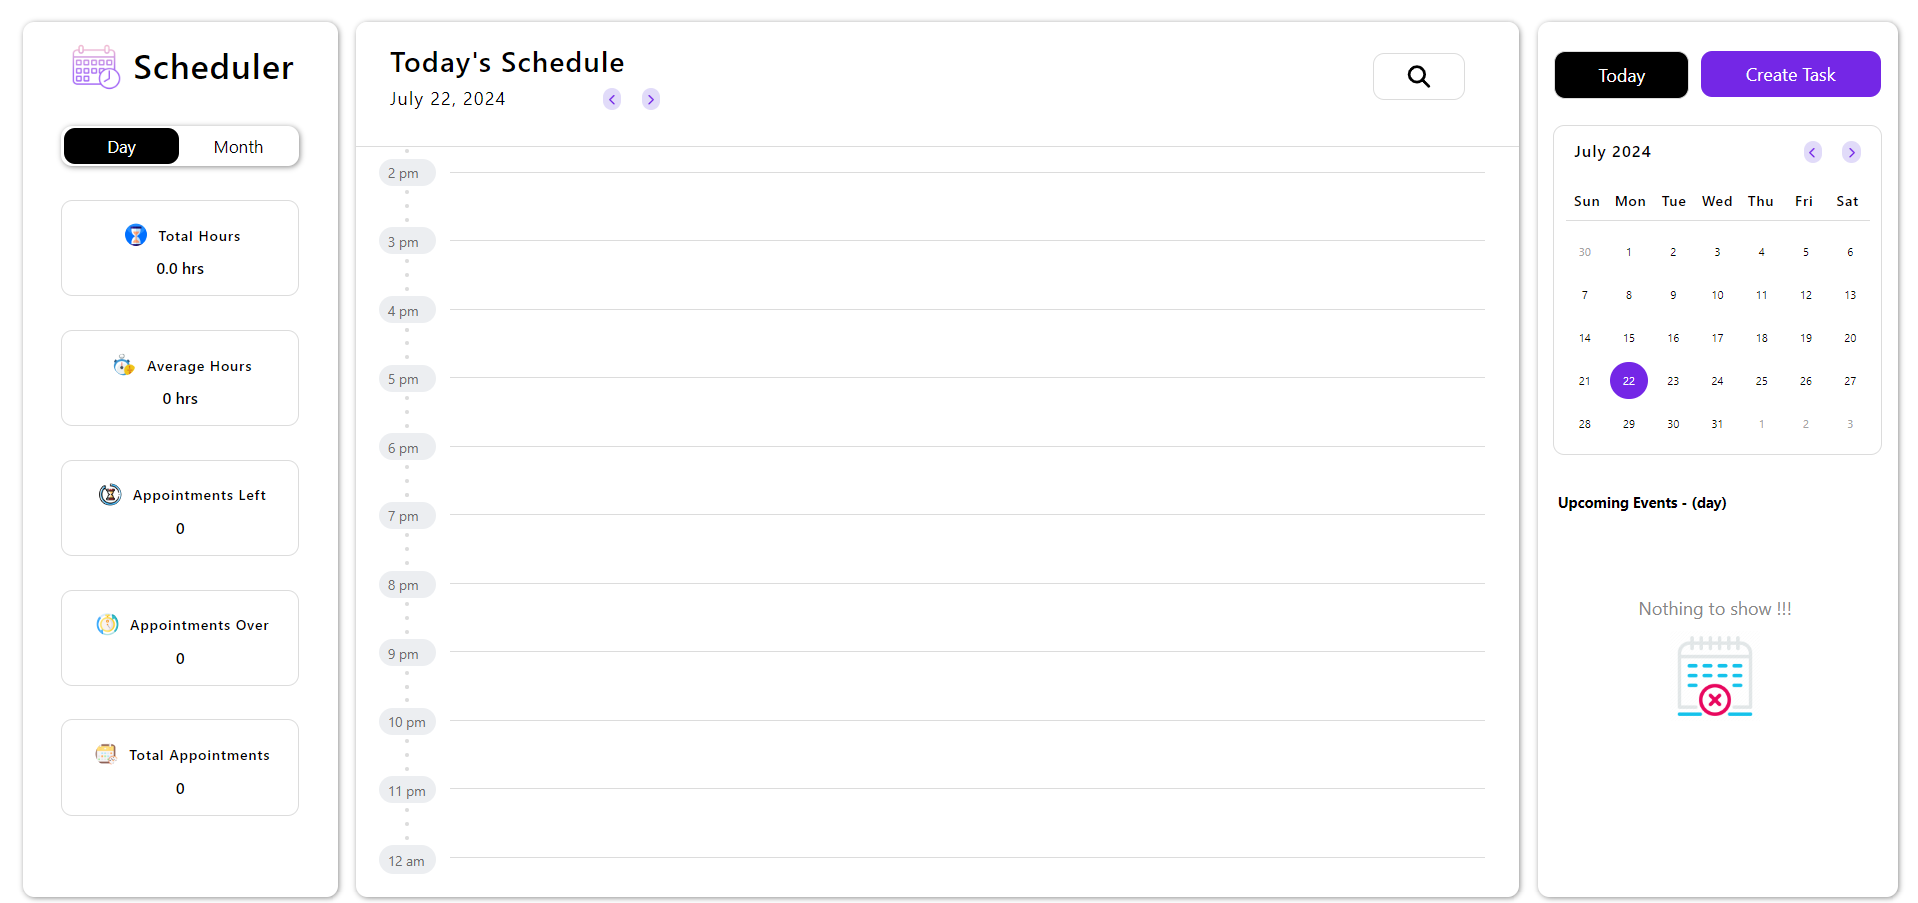 Scheduler
Day
Month
Total Hours
0.0 hrs
Average Hours
0 hrs
Appointments Left
0
Appointments Over
0
Total Appointments
0
Today's Schedule
July 22, 2024
2 pm
3 pm
4 pm
5 pm
6 pm
7 pm
8 pm
9 pm
10 pm
11 pm
12 am
Today
Create Task
July 2024
Sun Mon Tue Wed Thu Fri Sat
30 1 2 3 4 5 6
7 8 9 10 11 12 13
14 15 16 17 18 19 20
21 22 23 24 25 26 27
28 29 30 31 1 2 3
Upcoming Events - (day)
Nothing to show !!!